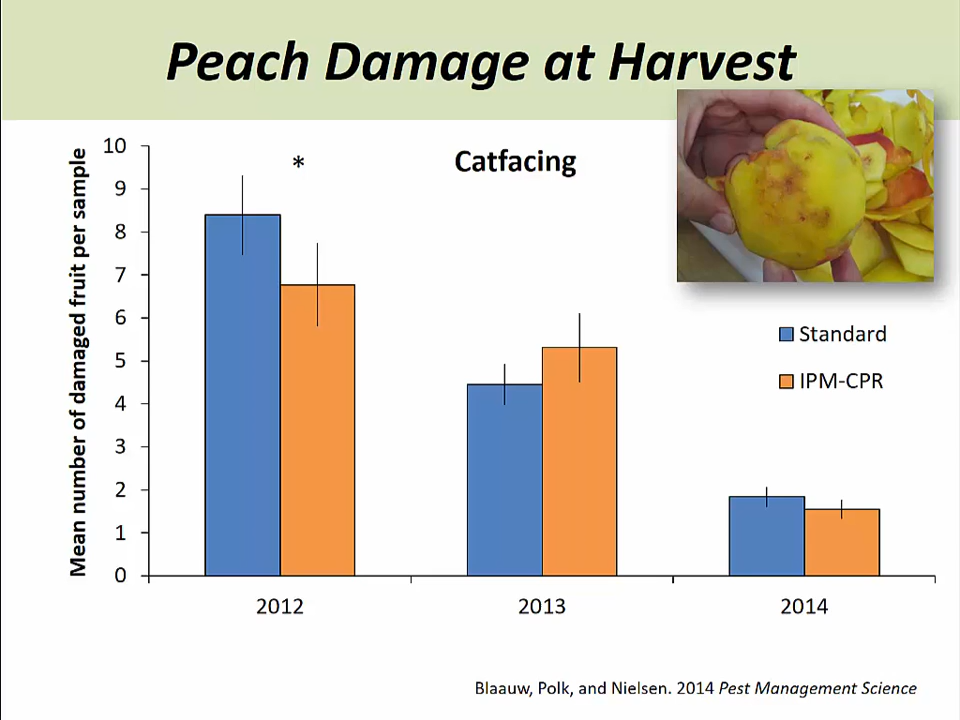 Peach Damage at Harvest
Mean number of damaged fruit per sample
10
9
8
7
6
5
4
3
2
1
0
*
Catfacing
Standard
IPM-CPR
2012
2013
2014
Blaauw, Polk, and Nielsen. 2014 Pest Management Science